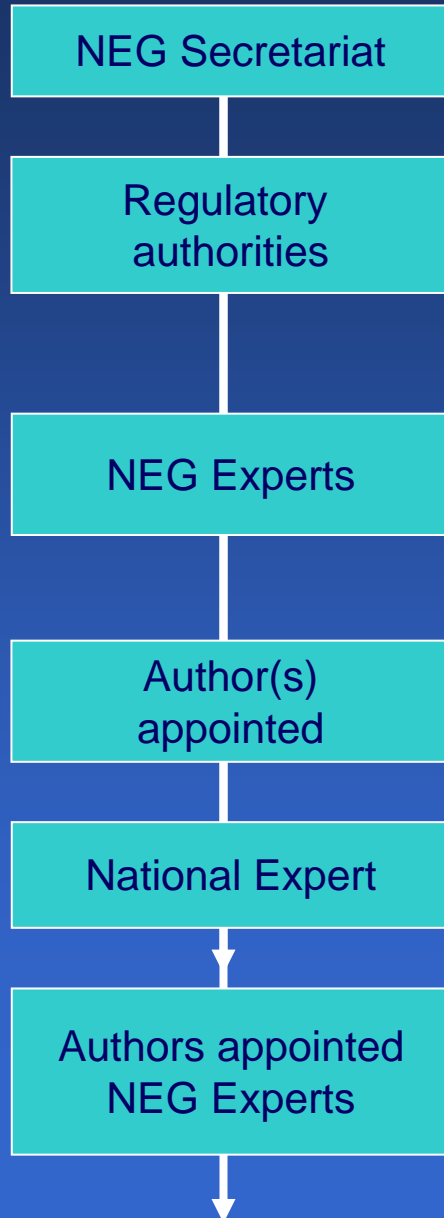 NEG Secretariat
Regulatory
authorities
NEG Experts
Author(s)
appointed
National Expert
Authors appointed
NEG Experts